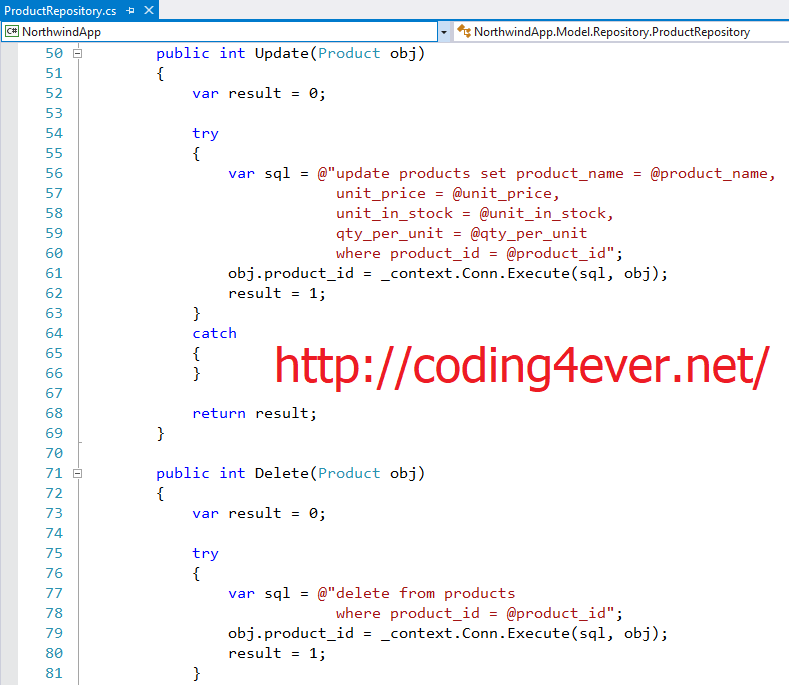 ProductRepository.cs
C# NorthwindApp NorthwindApp.Model.Repository.ProductRepository
50 public int Update(Product obj)
51 {
52 var result = 0;
53
54 try
55 {
56 var sql = @"update products set product_name = @product_name,
57 unit_price = @unit_price,
58 unit_in_stock = @unit_in_stock,
59 qty_per_unit = @qty_per_unit
60 where product_id = @product_id";
61 obj.product_id = _context.Conn.Execute(sql, obj);
62 result = 1;
63 }
64 catch
65 {
66 }
http://coding4ever.net/
67
68 return result;
69 }
70
71 public int Delete(Product obj)
72 {
73 var result = 0;
74
75 try
76 {
77 var sql = @"delete from products
78 where product_id = @product_id";
79 obj.product_id = _context.Conn.Execute(sql, obj);
80 result = 1;
81 }